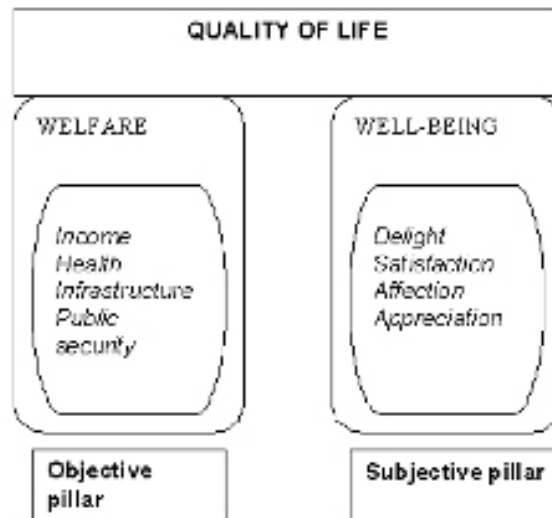 QUALITY OF LIFE
WELFARE
Income
Health
Infrastructure
Public
security
Objective
pillar
WELL-BEING
Delight
Satisfaction
Affection
Appreciation
Subjective pillar